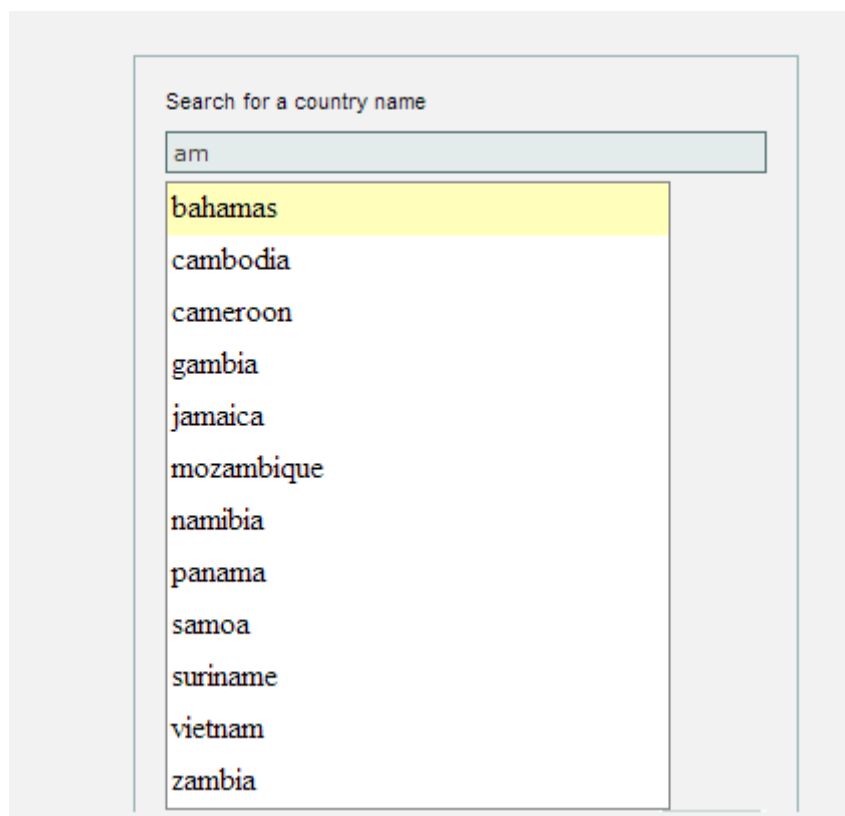 Search for a country name
am
bahamas
cambodia
cameroon
gambia
jamaica
mozambique
namibia
panama
samoa
suriname
vietnam
zambia